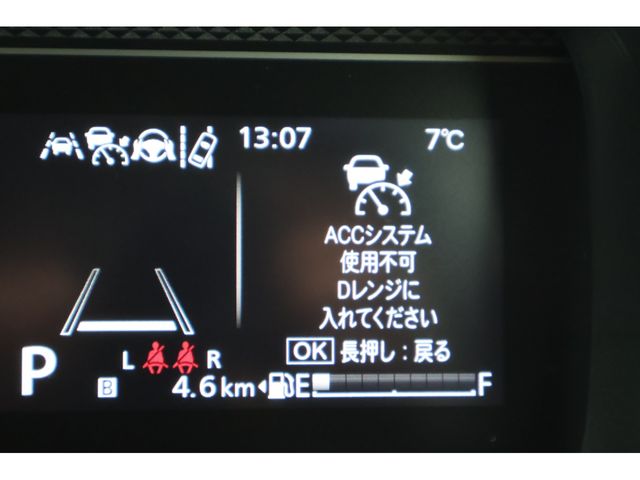 13:07 7℃
ACCシステム
使用不可
Dレンジに
入れてください
OK 長押し：戻る
L R
P
B 4.6km E F